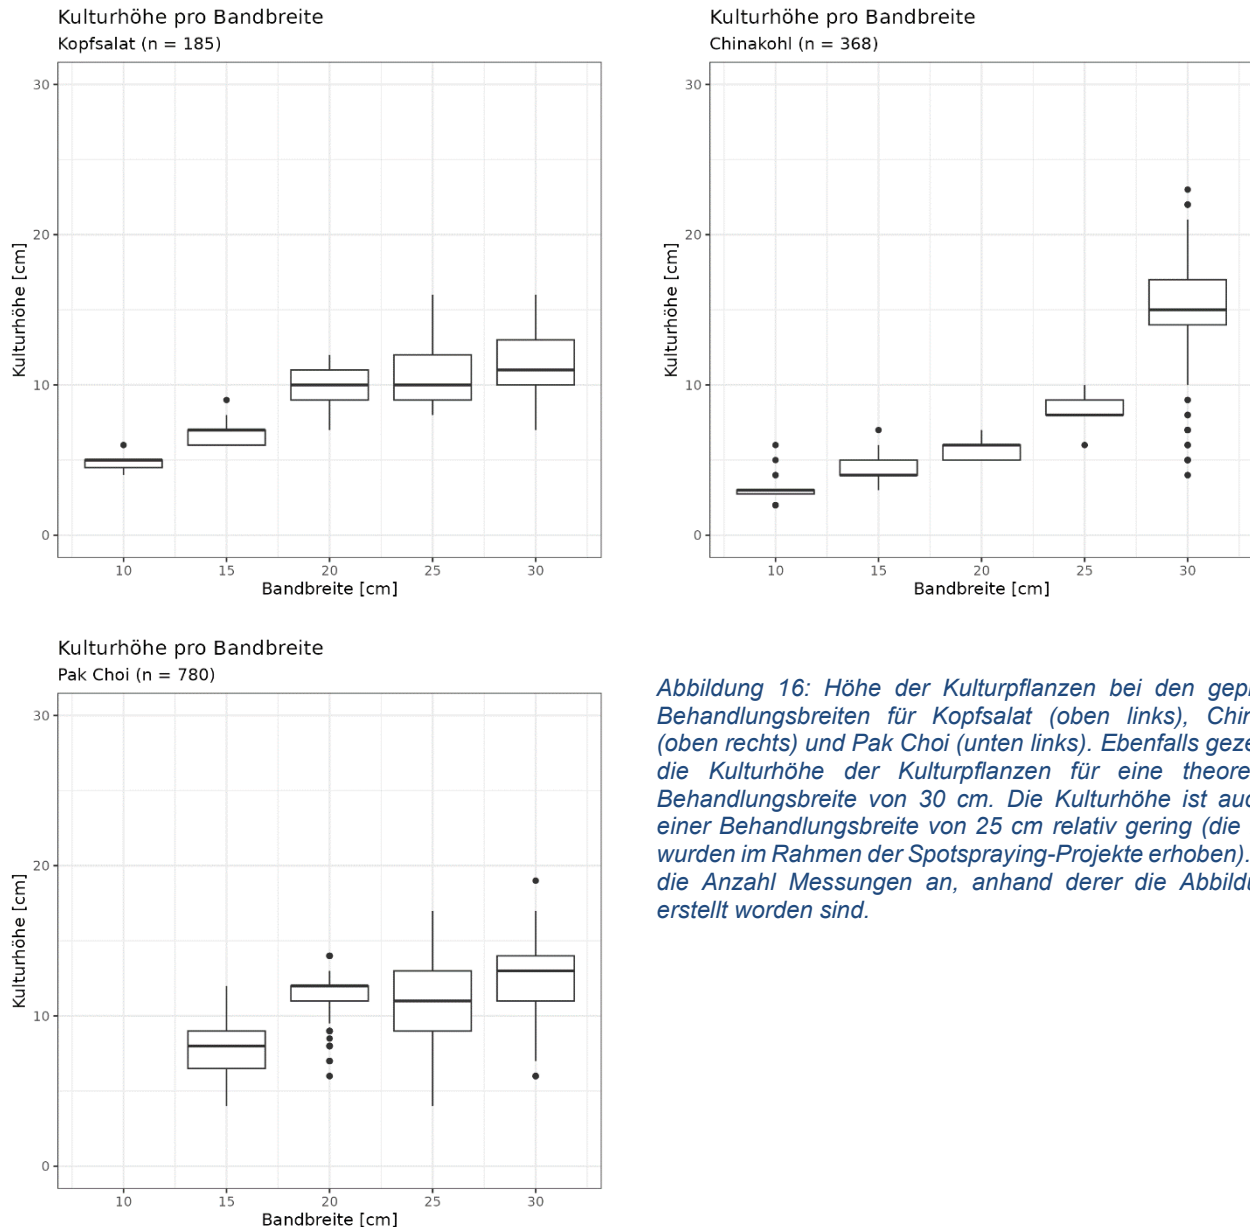 Kulturhöhe pro Bandbreite
Kopfsalat (n = 185)
30
20
10
0
Kulturhöhe [cm]
10 15 20 25 30
Bandbreite [cm]
Kulturhöhe pro Bandbreite
Chinakohl (n = 368)
30
20
10
0
Kulturhöhe [cm]
10 15 20 25 30
Bandbreite [cm]
Kulturhöhe pro Bandbreite
Pak Choi (n = 780)
30
20
10
0
Kulturhöhe [cm]
10 15 20 25 30
Bandbreite [cm]
Abbildung 16: Höhe der Kulturpflanzen bei den
Behandlungsbreiten für Kopfsalat (oben links),
(oben rechts) und Pak Choi (unten links). Ebenfalls
die Kulturhöhe der Kulturpflanzen für eine
Behandlungsbreite von 30 cm. Die Kulturhöhe ist
einer Behandlungsbreite von 25 cm relativ gering (die
wurden im Rahmen der Spotspraying-Projekte erhoben).
die Anzahl Messungen an, anhand derer die
erstellt worden sind.